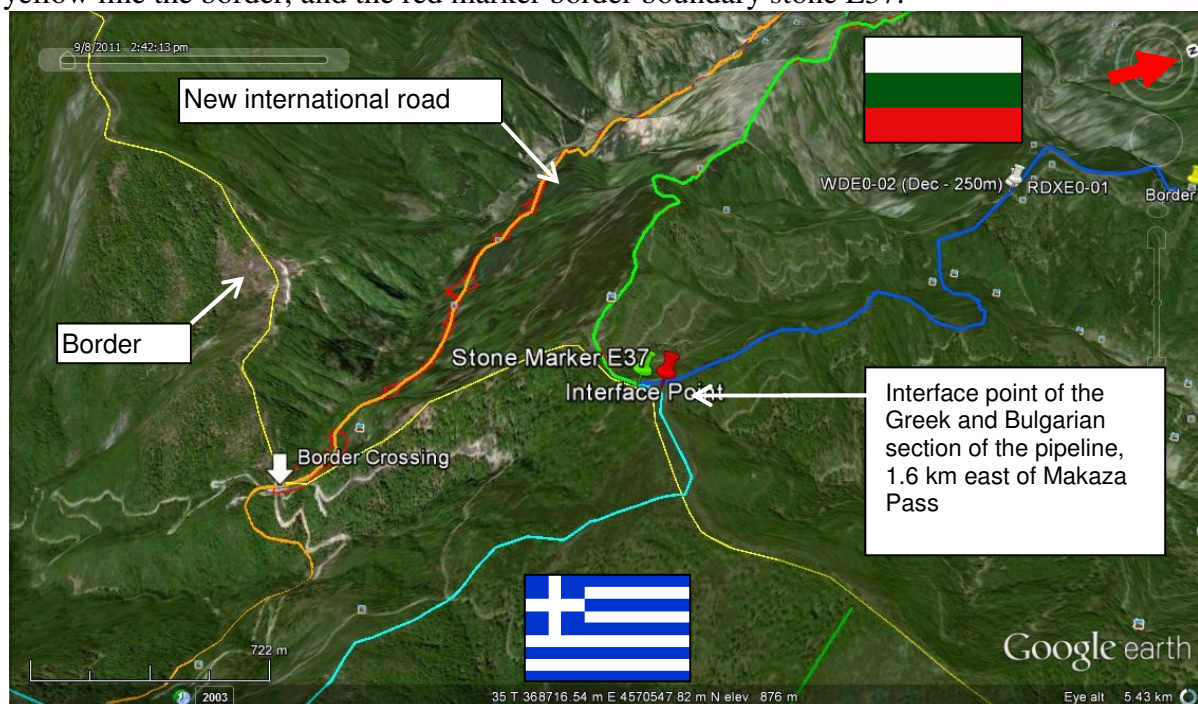 yellow line the border, and the red marker border boundary stone E37.
9/8/2011 2:42:13 pm
New international road
WDE0-02 (Dec - 250m)
RDXE0-01
Border
Border
Stone Marker E37
Interface Point
Interface point of the
Greek and Bulgarian
section of the pipeline,
1.6 km east of Makaza
Pass
Border Crossing
Google earth
722 m
2003
35 T 368716.54 m E 4570547.82 m N elev 876 m
Eye alt 5.43 km